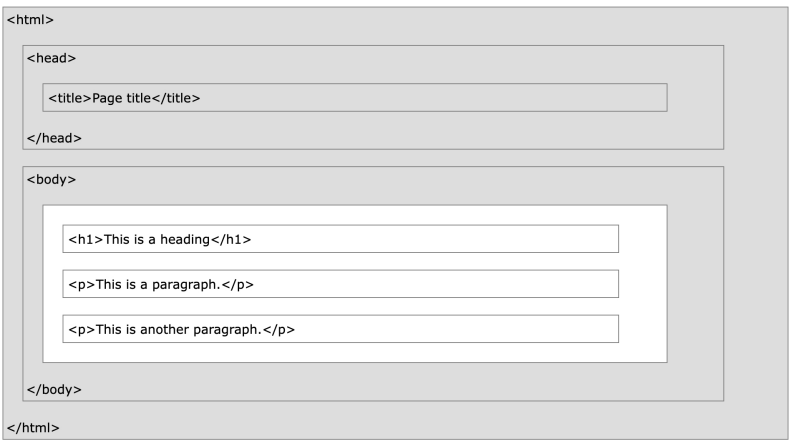 <html>
<head>
<title>Page title</title>
</head>
<body>
<h1>This is a heading</h1>
<p>This is a paragraph.</p>
<p>This is another paragraph.</p>
</body>
</html>